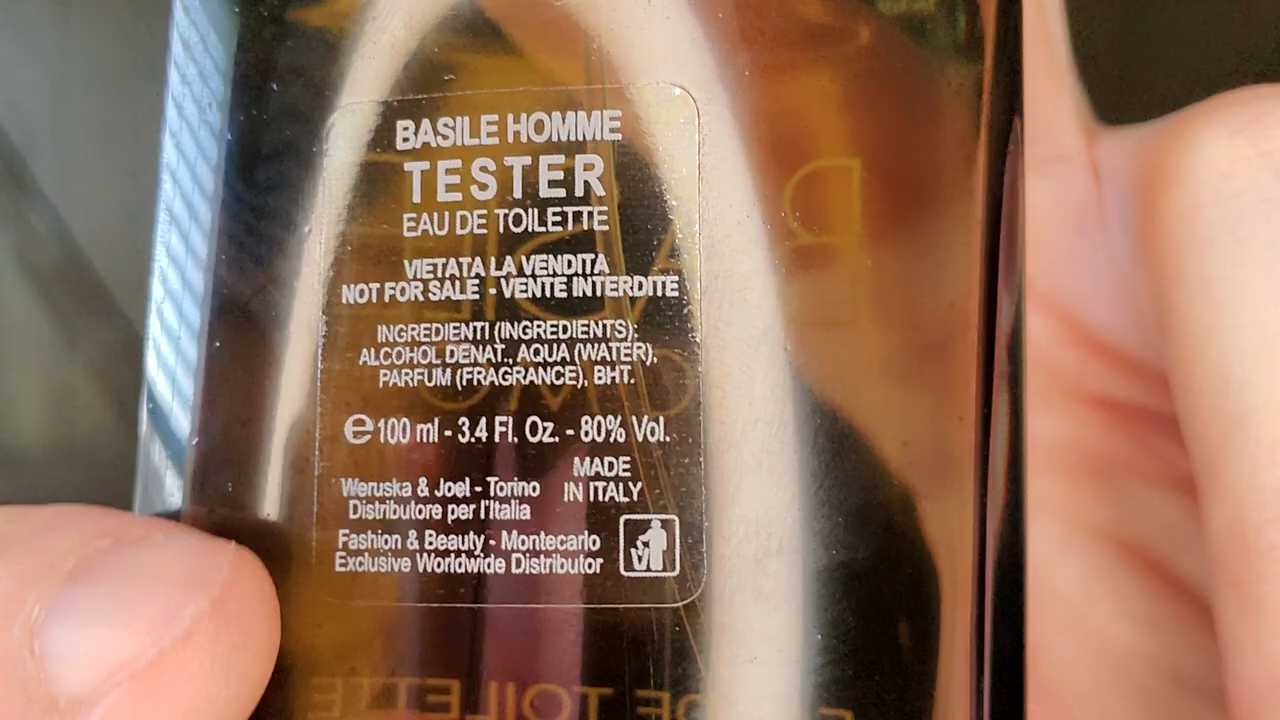 BASILE HOMME
TESTER
EAU DE TOILETTE
VIETATA LA VENDITA
NOT FOR SALE - VENTE INTERDITE
INGREDIENTI (INGREDIENTS):
ALCOHOL DENAT., AQUA (WATER),
PARFUM (FRAGRANCE), BHT.
e 100 ml - 3.4 Fl. Oz. - 80% Vol.
MADE
IN ITALY
Weruska & Joel - Torino
Distributore per l'Italia
Fashion & Beauty - Montecarlo
Exclusive Worldwide Distributor
DE TOILETTE